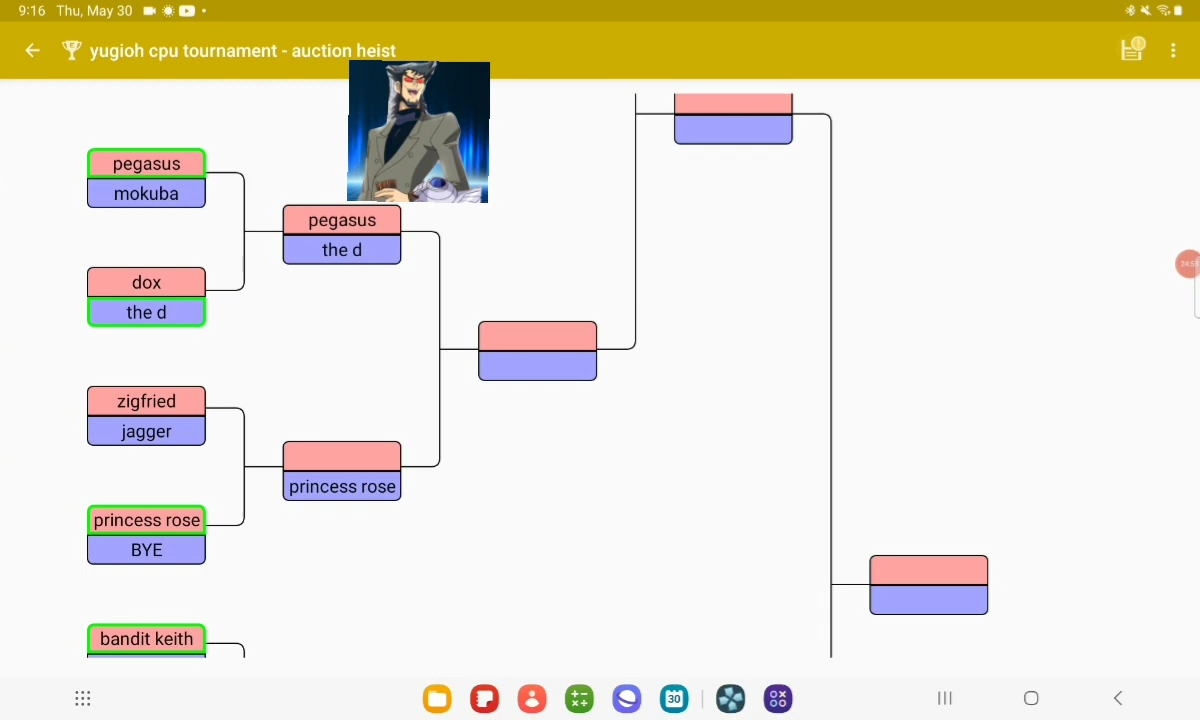 9:16 Thu, May 30
yugioh cpu tournament - auction heist
pegasus
mokuba
pegasus
the d
dox
the d
zigfried
jagger
princess rose
princess rose
BYE
bandit keith
30